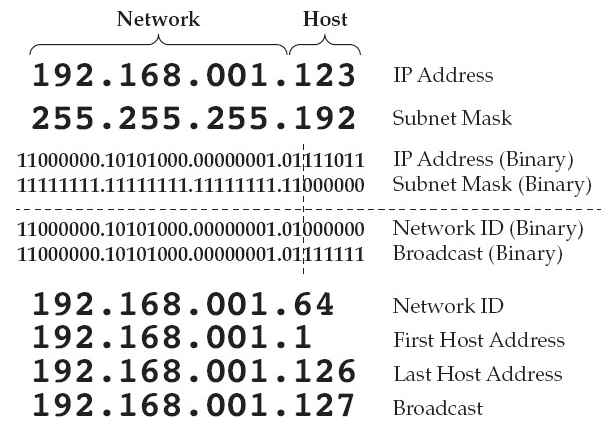 Network Host
192.168.001.123 IP Address
255.255.255.192 Subnet Mask
11000000.10101000.00000001.01111011 IP Address (Binary)
11111111.11111111.11111111.11000000 Subnet Mask (Binary)
11000000.10101000.00000001.01000000 Network ID (Binary)
11000000.10101000.00000001.01111111 Broadcast (Binary)
192.168.001.64 Network ID
192.168.001.1 First Host Address
192.168.001.126 Last Host Address
192.168.001.127 Broadcast